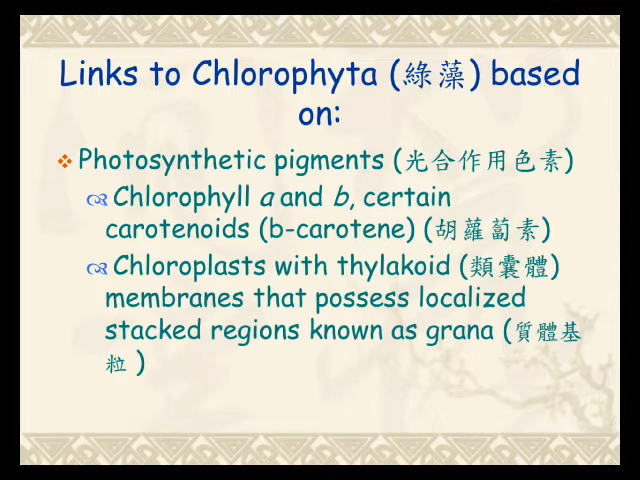 Links to Chlorophyta (綠藻) based
on:
Photosynthetic pigments (光合作用色素)
Chlorophyll a and b, certain
carotenoids (b-carotene) (胡蘿蔔素)
Chloroplasts with thylakoid (類囊體)
membranes that possess localized
stacked regions known as grana (質體基
粒 )